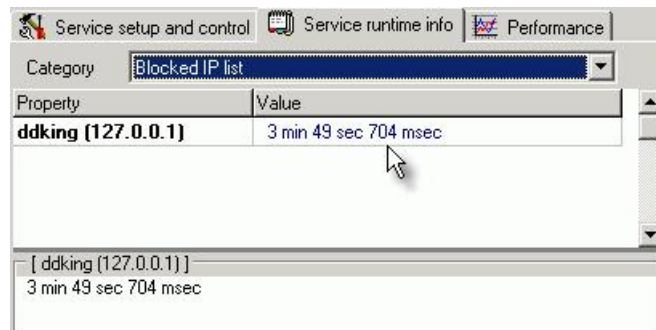 Service setup and control Service runtime info Performance
Category Blocked IP list
Property Value
ddking (127.0.0.1) 3 min 49 sec 704 msec
[ ddking (127.0.0.1) ]
3 min 49 sec 704 msec